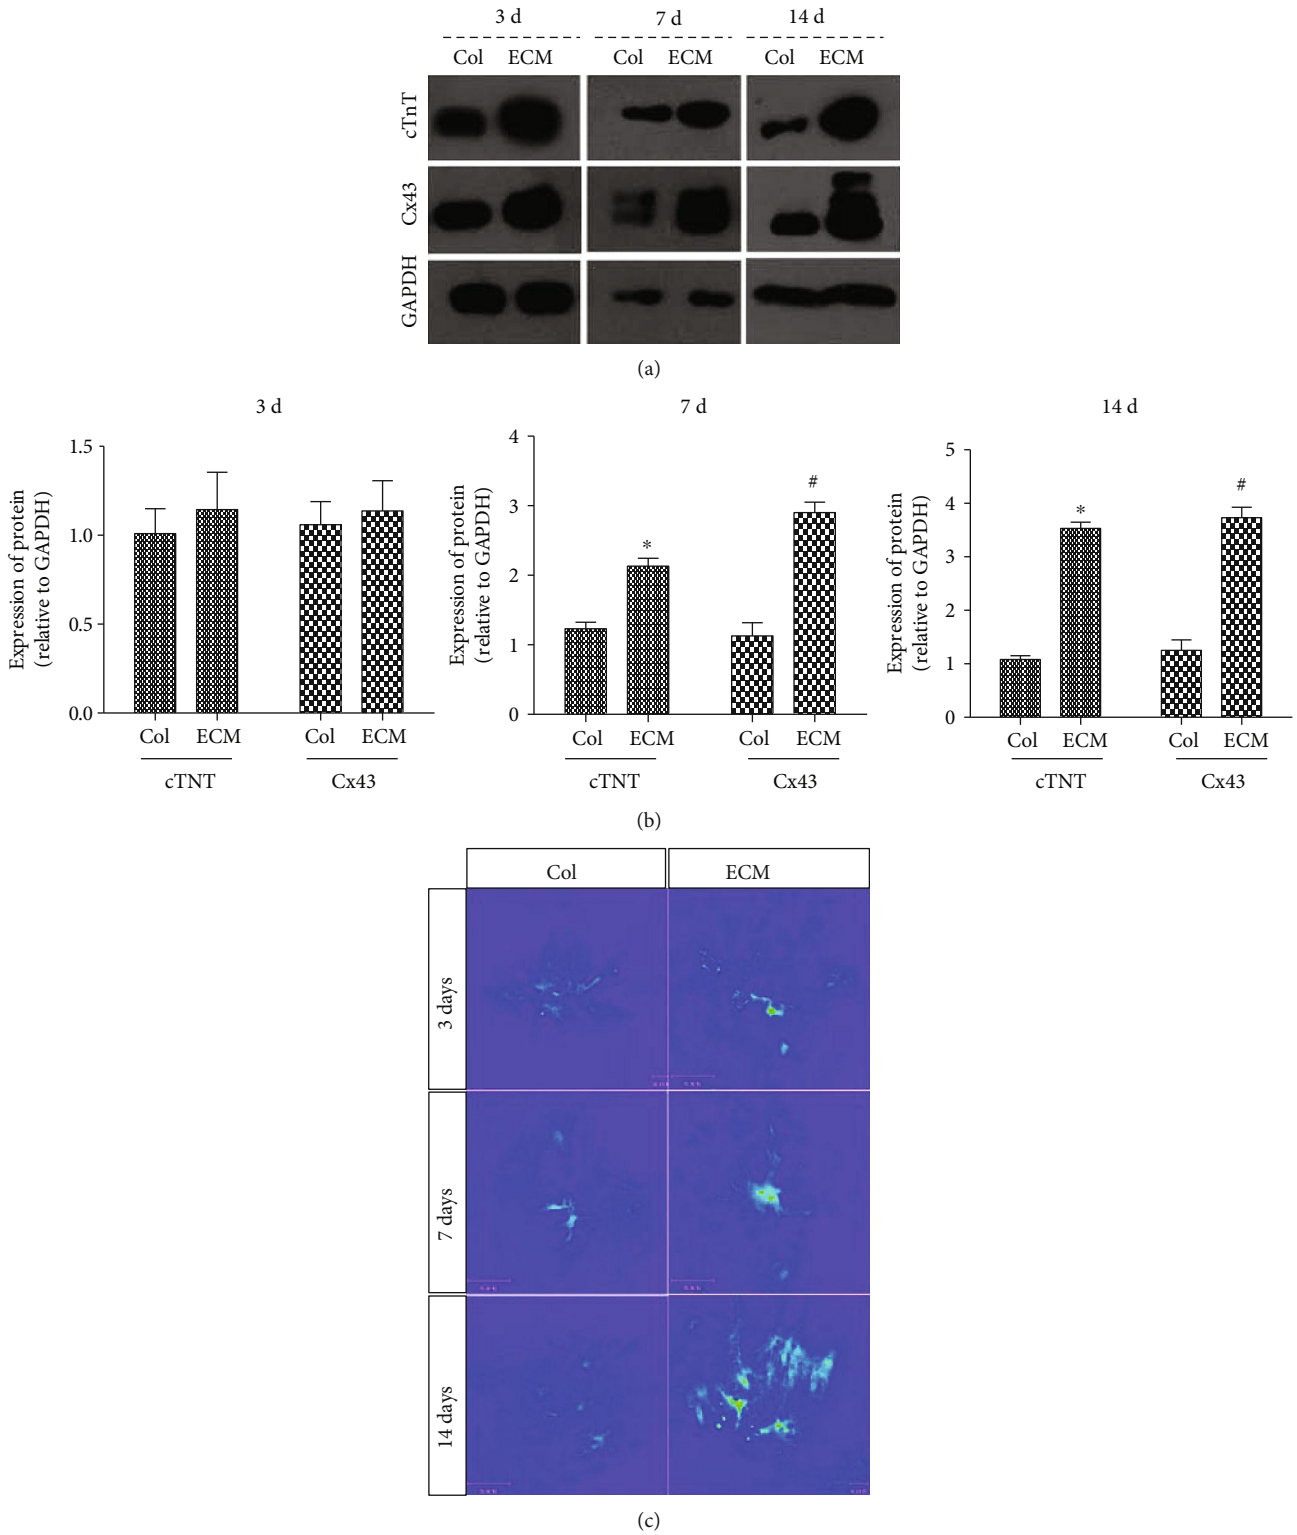 3 d 7 d 14 d
Col ECM Col ECM Col ECM
cTnT
Cx43
GAPDH
(a)
3 d
Expression of protein
(relative to GAPDH)
1.5
1.0
0.5
0.0
Col ECM Col ECM
cTNT Cx43
7 d
Expression of protein
(relative to GAPDH)
4
3
2
1
0
*
#
Col ECM Col ECM
cTNT Cx43
14 d
Expression of protein
(relative to GAPDH)
5
4
3
2
1
0
*
#
Col ECM Col ECM
cTNT Cx43
(b)
Col ECM
3 days
7 days
14 days
(c)